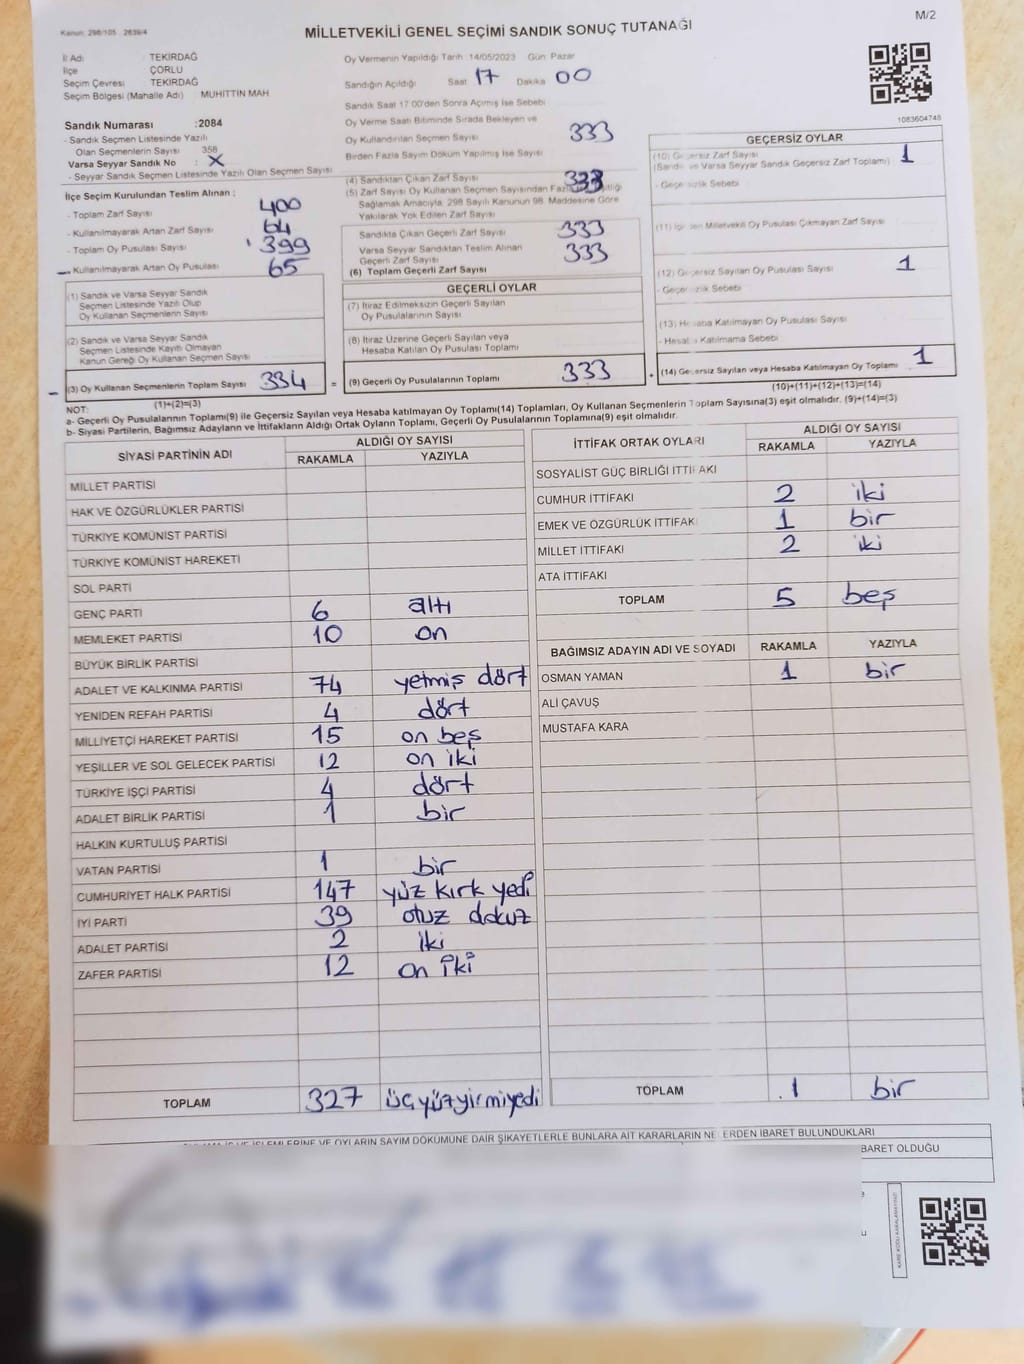 Kanun: 298/105 2839/4
M/2
MİLLETVEKİLİ GENEL SEÇİMİ SANDIK SONUÇ TUTANAĞI
İl Adı : TEKİRDAĞ
İlçe : ÇORLU
Seçim Çevresi : TEKİRDAĞ
Seçim Bölgesi (Mahalle Adı) MUHİTTİN MAH
Sandık Numarası :2084
- Sandık Seçmen Listesinde Yazılı
Olan Seçmenlerin Sayısı 358
Varsa Seyyar Sandık No : X
- Seyyar Sandık Seçmen Listesinde Yazılı Olan Seçmen Sayısı
İlçe Seçim Kurulundan Teslim Alınan ;
- Toplam Zarf Sayısı 400
- Kullanılmayarak Artan Zarf Sayısı 64
- Toplam Oy Pusulası Sayısı 399
- Kullanılmayarak Artan Oy Pusulası 65
(1) Sandık ve Varsa Seyyar Sandık
Seçmen Listesinde Yazılı Olup
Oy Kullanan Seçmenlerin Sayısı
(2) Sandık ve Varsa Seyyar Sandık
Seçmen Listesinde Kayıtlı Olmayan
Kanun Gereği Oy Kullanan Seçmen Sayısı
(3) Oy Kullanan Seçmenlerin Toplam Sayısı 334
(1)+(2)=(3)
Oy Vermenin Yapıldığı Tarih :14/05/2023 Gün: Pazar
Sandığın Açıldığı Saat 17 Dakika 00
Sandık Saat 17:00'den Sonra Açılmış İse Sebebi
Oy Verme Saati Bitiminde Sırada Bekleyen ve
Oy Kullandırılan Seçmen Sayısı 333
Birden Fazla Sayım Döküm Yapılmış İse Sayısı
(4) Sandıktan Çıkan Zarf Sayısı 333
(5) Zarf Sayısı Oy Kullanan Seçmen Sayısından
Sağlamak Amacıyla, 298 Sayılı Kanunun 98. Maddesine Göre
Yakılarak Yok Edilen Zarf Sayısı
Sandıkta Çıkan Geçerli Zarf Sayısı 333
Varsa Seyyar Sandıktan Teslim Alınan
Geçerli Zarf Sayısı 333
(6) Toplam Geçerli Zarf Sayısı
GEÇERLİ OYLAR
(7) İtiraz Edilmeksizin Geçerli Sayılan
Oy Pusulalarının Sayısı
(8) İtiraz Üzerine Geçerli Sayılan veya
Hesaba Katılan Oy Pusulası Toplamı
= (9) Geçerli Oy Pusulalarının Toplamı 333
1083604748
GEÇERSİZ OYLAR
(10) Geçersiz Zarf Sayısı 1
(Sandık ve Varsa Seyyar Sandık Geçersiz Zarf Toplamı)
- Geçersizlik Sebebi
(11) İçinden Milletvekili Oy Pusulası Çıkmayan Zarf Sayısı
(12) Geçersiz Sayılan Oy Pusulası Sayısı 1
- Geçersizlik Sebebi
(13) Hesaba Katılmayan Oy Pusulası Sayısı
- Hesaba Katılmama Sebebi
+ (14) Geçersiz Sayılan veya Hesaba Katılmayan Oy Toplamı 1
(10)+(11)+(12)+(13)=(14)
NOT:
a- Geçerli Oy Pusulalarının Toplamı(9) ile Geçersiz Sayılan veya Hesaba katılmayan Oy Toplamı(14) Toplamları, Oy Kullanan Seçmenlerin Toplam Sayısına(3) eşit olmalıdır. (9)+(14)=(3)
b- Siyasi Partilerin, Bağımsız Adayların ve İttifakların Aldığı Ortak Oyların Toplamı, Geçerli Oy Pusulalarının Toplamına(9) eşit olmalıdır.
SİYASİ PARTİNİN ADI ALDIĞI OY SAYISI
RAKAMLA YAZIYLA
MİLLET PARTİSİ
HAK VE ÖZGÜRLÜKLER PARTİSİ
TÜRKİYE KOMÜNİST PARTİSİ
TÜRKİYE KOMÜNİST HAREKETİ
SOL PARTİ
GENÇ PARTİ 6 altı
MEMLEKET PARTİSİ 10 on
BÜYÜK BİRLİK PARTİSİ
ADALET VE KALKINMA PARTİSİ 74 yetmiş dört
YENİDEN REFAH PARTİSİ 4 dört
MİLLİYETÇİ HAREKET PARTİSİ 15 on beş
YEŞİLLER VE SOL GELECEK PARTİSİ 12 on iki
TÜRKİYE İŞÇİ PARTİSİ 4 dört
ADALET BİRLİK PARTİSİ 1 bir
HALKIN KURTULUŞ PARTİSİ
VATAN PARTİSİ 1 bir
CUMHURİYET HALK PARTİSİ 147 yüz kırk yedi
İYİ PARTİ 39 otuz dokuz
ADALET PARTİSİ 2 iki
ZAFER PARTİSİ 12 on iki
TOPLAM 327 üçyüzyirmiyedi
İTTİFAK ORTAK OYLARI ALDIĞI OY SAYISI
RAKAMLA YAZIYLA
SOSYALİST GÜÇ BİRLİĞİ İTTİFAKI
CUMHUR İTTİFAKI 2 iki
EMEK VE ÖZGÜRLÜK İTTİFAKI 1 bir
MİLLET İTTİFAKI 2 iki
ATA İTTİFAKI
TOPLAM 5 beş
BAĞIMSIZ ADAYIN ADI VE SOYADI RAKAMLA YAZIYLA
OSMAN YAMAN 1 bir
ALİ ÇAVUŞ
MUSTAFA KARA
TOPLAM 1 bir
İŞLEMLERİNE VE OYLARIN SAYIM DÖKÜMÜNE DAİR ŞİKAYETLERLE BUNLARA AİT KARARLARIN NELERDEN İBARET BULUNDUKLARI
BARET OLDUĞU